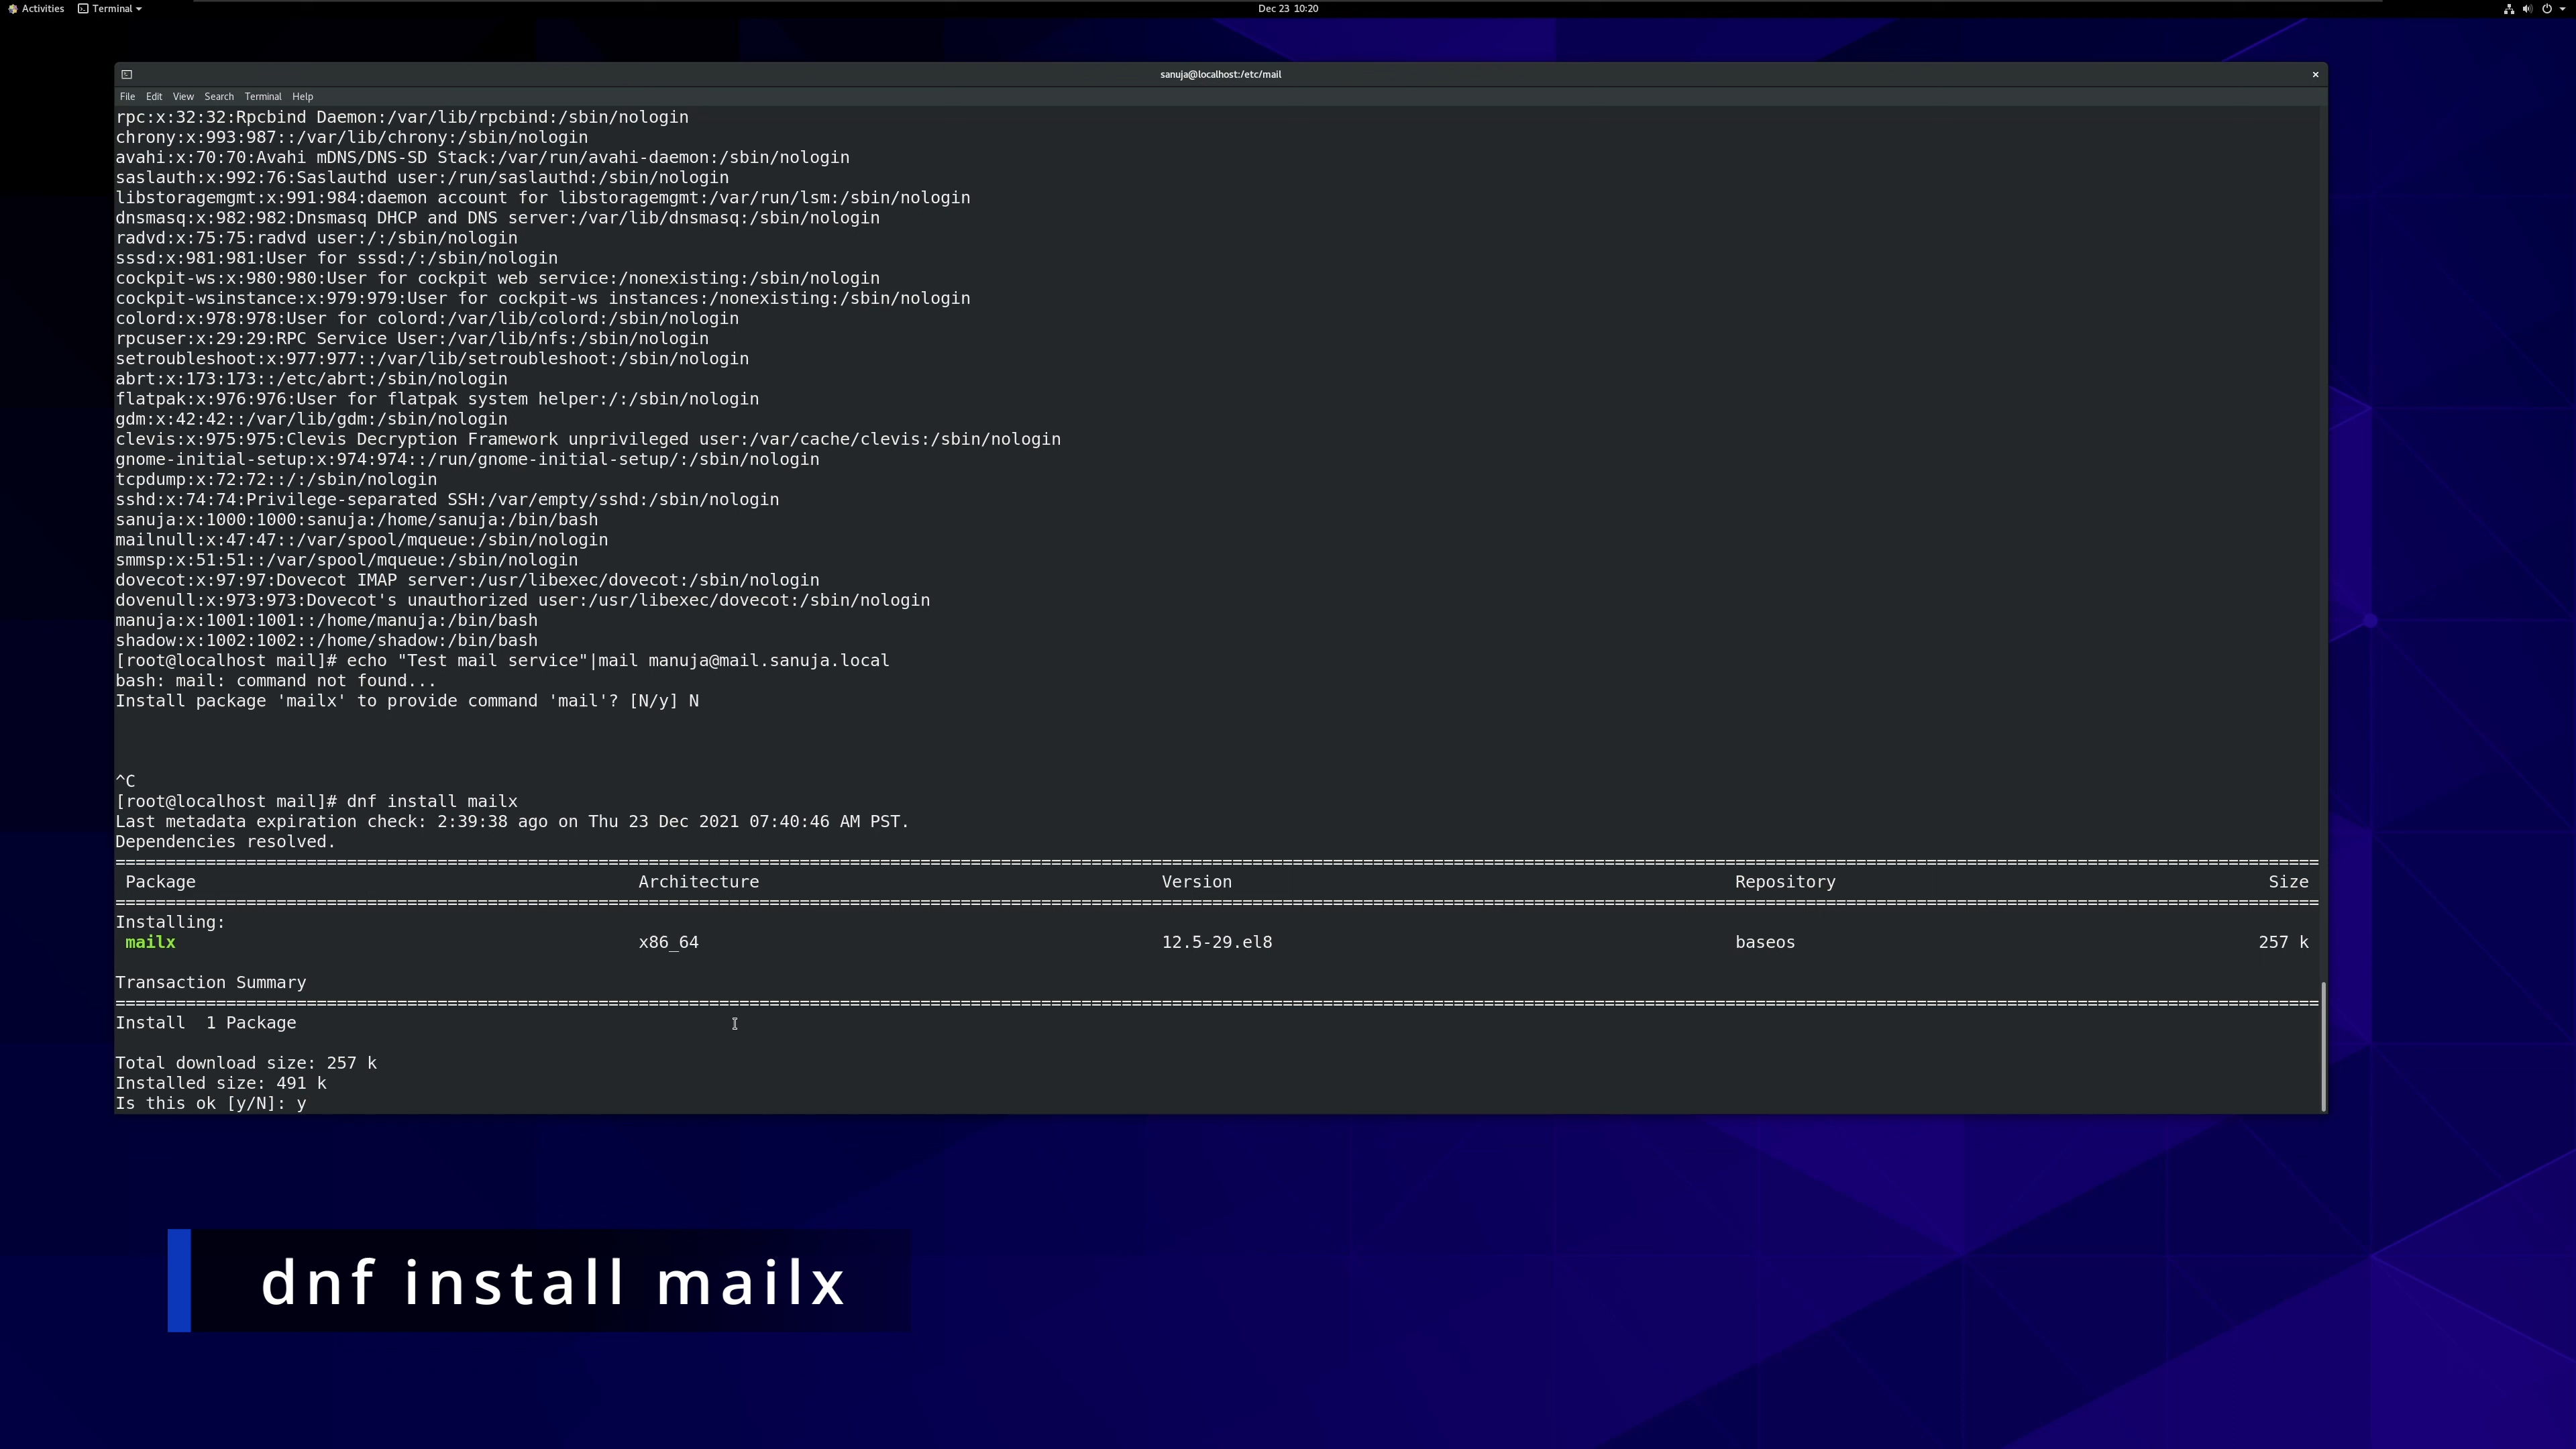 Activities Terminal Dec 23 10:20
sanuja@localhost:/etc/mail ×
File Edit View Search Terminal Help
rpc:x:32:32:Rpcbind Daemon:/var/lib/rpcbind:/sbin/nologin
chrony:x:993:987::/var/lib/chrony:/sbin/nologin
avahi:x:70:70:Avahi mDNS/DNS-SD Stack:/var/run/avahi-daemon:/sbin/nologin
saslauth:x:992:76:Saslauthd user:/run/saslauthd:/sbin/nologin
libstoragemgmt:x:991:984:daemon account for libstoragemgmt:/var/run/lsm:/sbin/nologin
dnsmasq:x:982:982:Dnsmasq DHCP and DNS server:/var/lib/dnsmasq:/sbin/nologin
radvd:x:75:75:radvd user:/:/sbin/nologin
sssd:x:981:981:User for sssd:/:/sbin/nologin
cockpit-ws:x:980:980:User for cockpit web service:/nonexisting:/sbin/nologin
cockpit-wsinstance:x:979:979:User for cockpit-ws instances:/nonexisting:/sbin/nologin
colord:x:978:978:User for colord:/var/lib/colord:/sbin/nologin
rpcuser:x:29:29:RPC Service User:/var/lib/nfs:/sbin/nologin
setroubleshoot:x:977:977::/var/lib/setroubleshoot:/sbin/nologin
abrt:x:173:173::/etc/abrt:/sbin/nologin
flatpak:x:976:976:User for flatpak system helper:/:/sbin/nologin
gdm:x:42:42::/var/lib/gdm:/sbin/nologin
clevis:x:975:975:Clevis Decryption Framework unprivileged user:/var/cache/clevis:/sbin/nologin
gnome-initial-setup:x:974:974::/run/gnome-initial-setup/:/sbin/nologin
tcpdump:x:72:72::/:/sbin/nologin
sshd:x:74:74:Privilege-separated SSH:/var/empty/sshd:/sbin/nologin
sanuja:x:1000:1000:sanuja:/home/sanuja:/bin/bash
mailnull:x:47:47::/var/spool/mqueue:/sbin/nologin
smmsp:x:51:51::/var/spool/mqueue:/sbin/nologin
dovecot:x:97:97:Dovecot IMAP server:/usr/libexec/dovecot:/sbin/nologin
dovenull:x:973:973:Dovecot's unauthorized user:/usr/libexec/dovecot:/sbin/nologin
manuja:x:1001:1001::/home/manuja:/bin/bash
shadow:x:1002:1002::/home/shadow:/bin/bash
[root@localhost mail]# echo "Test mail service"|mail manuja@mail.sanuja.local
bash: mail: command not found...
Install package 'mailx' to provide command 'mail'? [N/y] N
^C
[root@localhost mail]# dnf install mailx
Last metadata expiration check: 2:39:38 ago on Thu 23 Dec 2021 07:40:46 AM PST.
Dependencies resolved.
Package Architecture Version Repository Size
Installing:
mailx x86_64 12.5-29.el8 baseos 257 k
Transaction Summary
Install 1 Package
Total download size: 257 k
Installed size: 491 k
Is this ok [y/N]: y
dnf install mailx